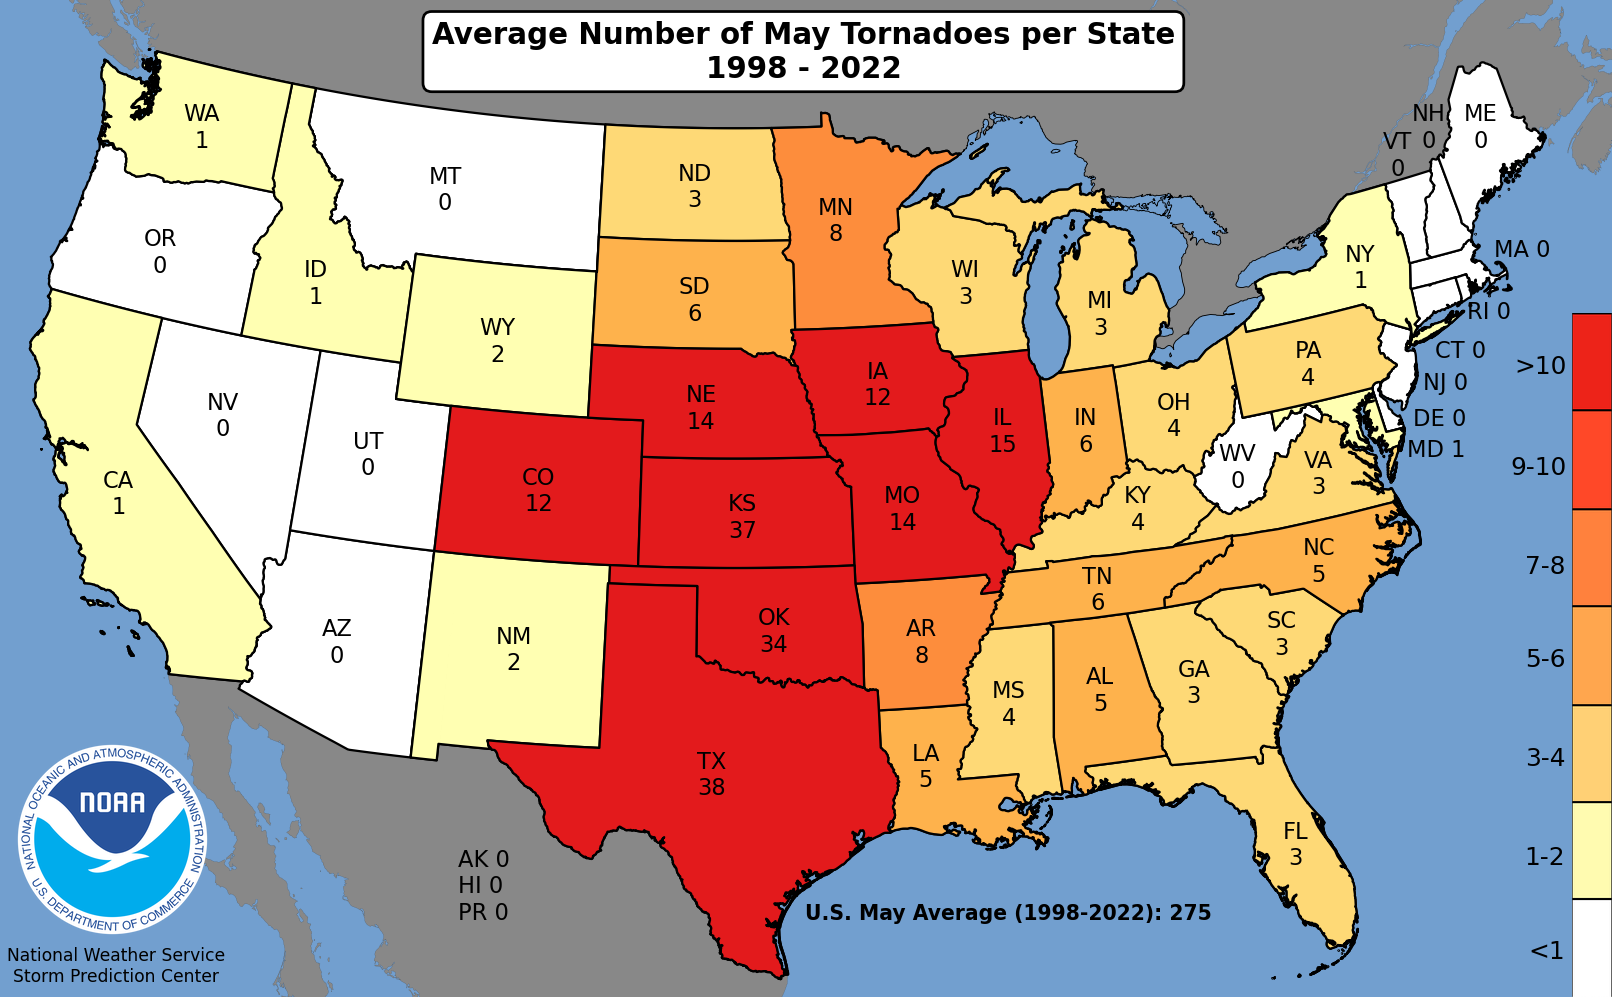 Average Number of May Tornadoes per State
1998 - 2022
WA
1
MT
0
ND
3
MN
8
NH
0
VT
0
ME
0
OR
0
ID
1
WY
2
SD
6
WI
3
MI
3
NY
1
MA 0
RI 0
CT 0
NJ 0
DE 0
MD 1
PA
4
NV
0
UT
0
CA
1
CO
12
NE
14
IA
12
IL
15
IN
6
OH
4
WV
0
VA
3
KS
37
MO
14
KY
4
TN
6
NC
5
SC
3
AZ
0
NM
2
OK
34
AR
8
MS
4
AL
5
GA
3
TX
38
LA
5
FL
3
AK 0
HI 0
PR 0
U.S. May Average (1998-2022): 275
>10
9-10
7-8
5-6
3-4
1-2
<1
NATIONAL OCEANIC AND ATMOSPHERIC ADMINISTRATION
NOAA
U.S. DEPARTMENT OF COMMERCE
National Weather Service
Storm Prediction Center